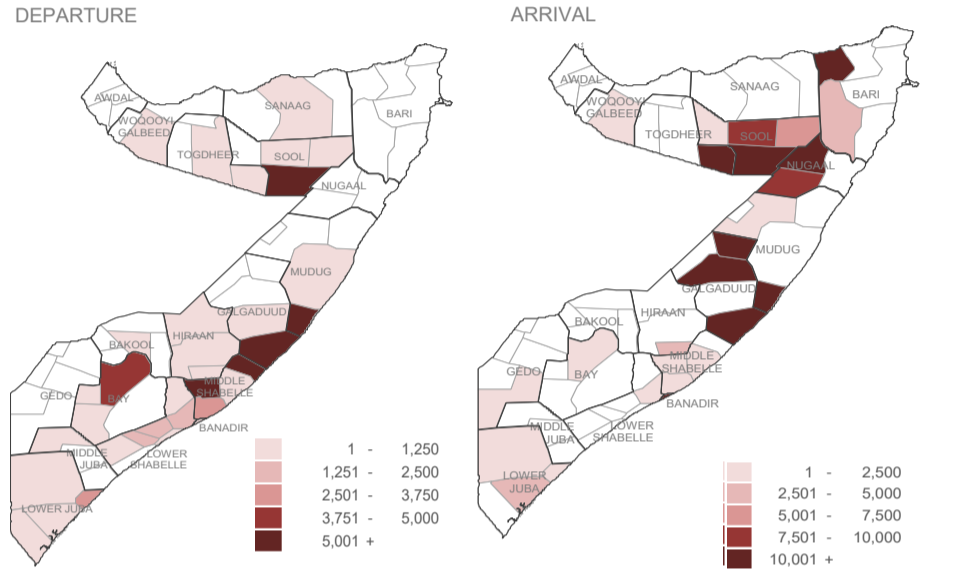 DEPARTURE
AWDAL
WOQOOYI
GALBEED
TOGDHEER
SANAAG
SOOL
BARI
NUGAAL
MUDUG
GALGADUUD
HIRAAN
BAKOOL
GEDO
BAY
MIDDLE
SHABELLE
BANADIR
LOWER
SHABELLE
MIDDLE
JUBA
LOWER JUBA
1 - 1,250
1,251 - 2,500
2,501 - 3,750
3,751 - 5,000
5,001 +
ARRIVAL
AWDAL
WOQOOYI
GALBEED
TOGDHEER
SANAAG
SOOL
BARI
NUGAAL
MUDUG
GALGADUUD
HIRAAN
BAKOOL
GEDO
BAY
MIDDLE
SHABELLE
BANADIR
LOWER
SHABELLE
MIDDLE
JUBA
LOWER
JUBA
1 - 2,500
2,501 - 5,000
5,001 - 7,500
7,501 - 10,000
10,001 +